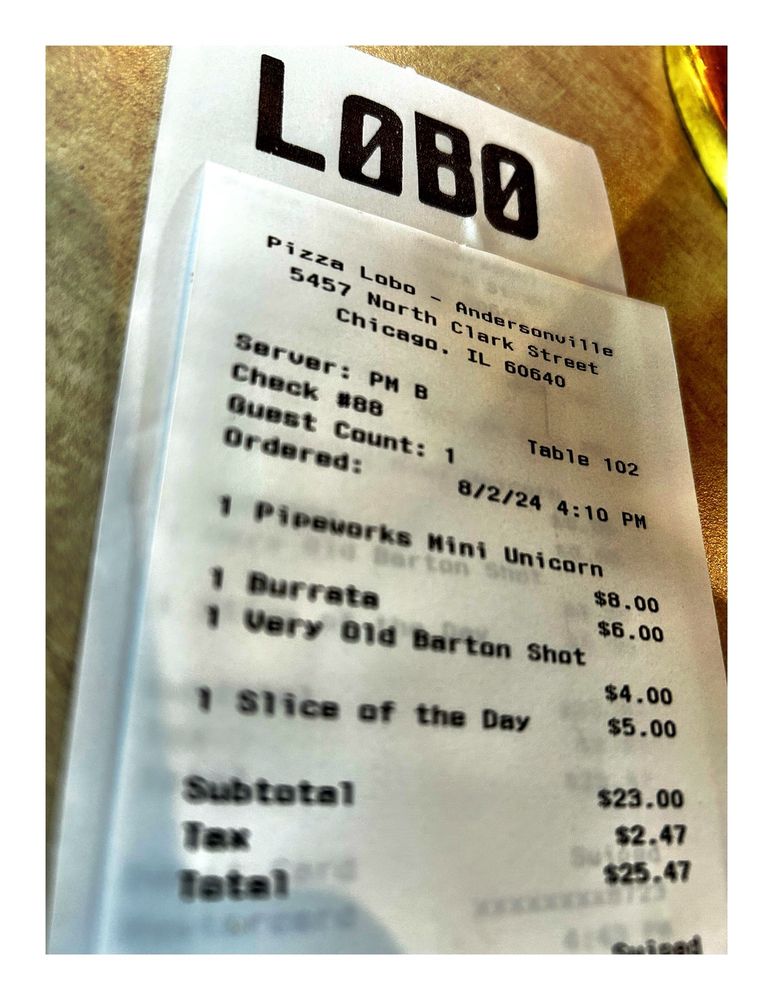 LOBO
Pizza Lobo - Andersonville
5457 North Clark Street
Chicago, IL 60640
Server: PM B
Check #88 Table 102
Guest Count: 1
Ordered: 8/2/24 4:10 PM
1 Pipeworks Mini Unicorn
$8.00
1 Burrata $6.00
1 Very Old Barton Shot
$4.00
1 Slice of the Day $5.00
Subtotal $23.00
Tax $2.47
Total $25.47
Swiped